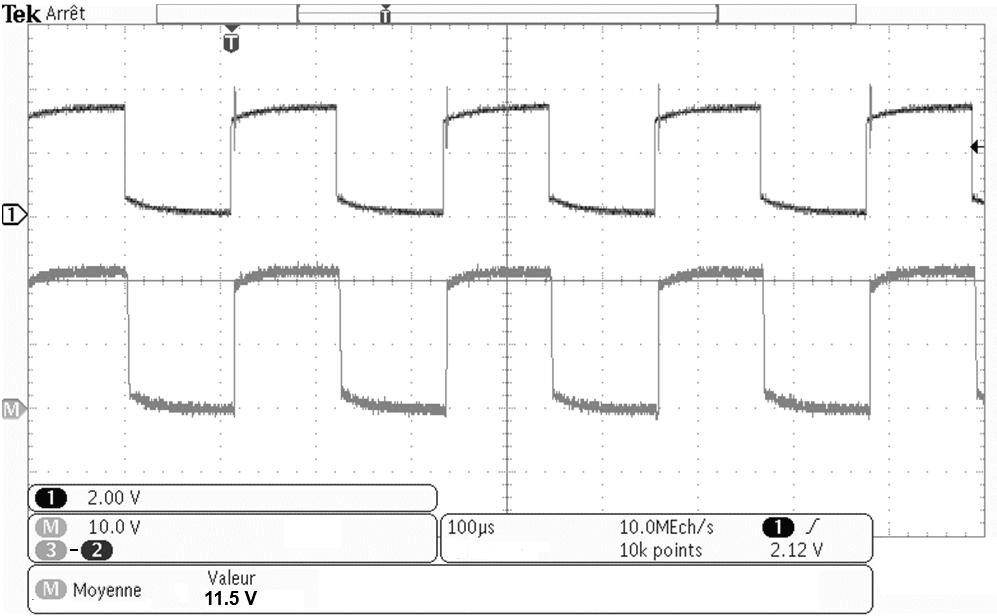 Tek Arrêt
T
T
1
M
1 2.00 V
M 10.0 V
3 - 2
100µs 10.0MEch/s 1
10k points 2.12 V
M Moyenne Valeur
11.5 V